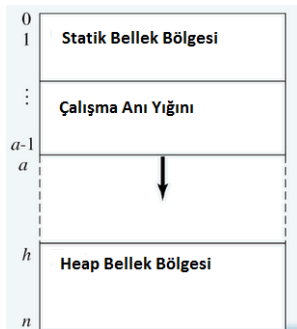 0
1
Statik Bellek Bölgesi
⋮
Çalışma Anı Yığını
a-1
a
h
Heap Bellek Bölgesi
n